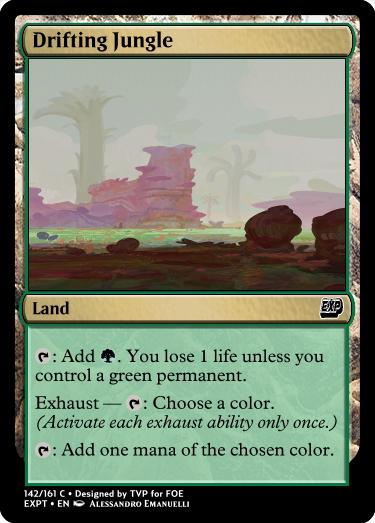 Drifting Jungle
Land
EXP
: Add . You lose 1 life unless you
control a green permanent.
Exhaust — : Choose a color.
(Activate each exhaust ability only once.)
: Add one mana of the chosen color.
142/161 C • Designed by TVP for FOE
EXPT • EN Alessandro Emanuelli